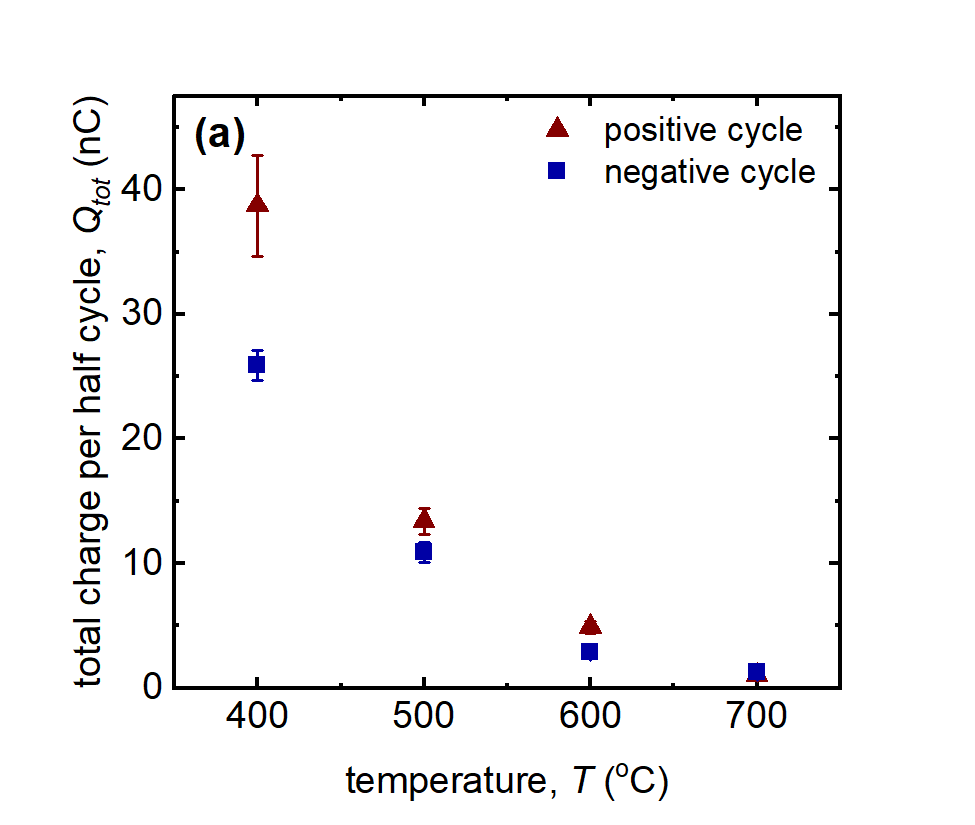 (a)
positive cycle
negative cycle
total charge per half cycle, Qtot (nC)
40
30
20
10
0
400 500 600 700
temperature, T (oC)